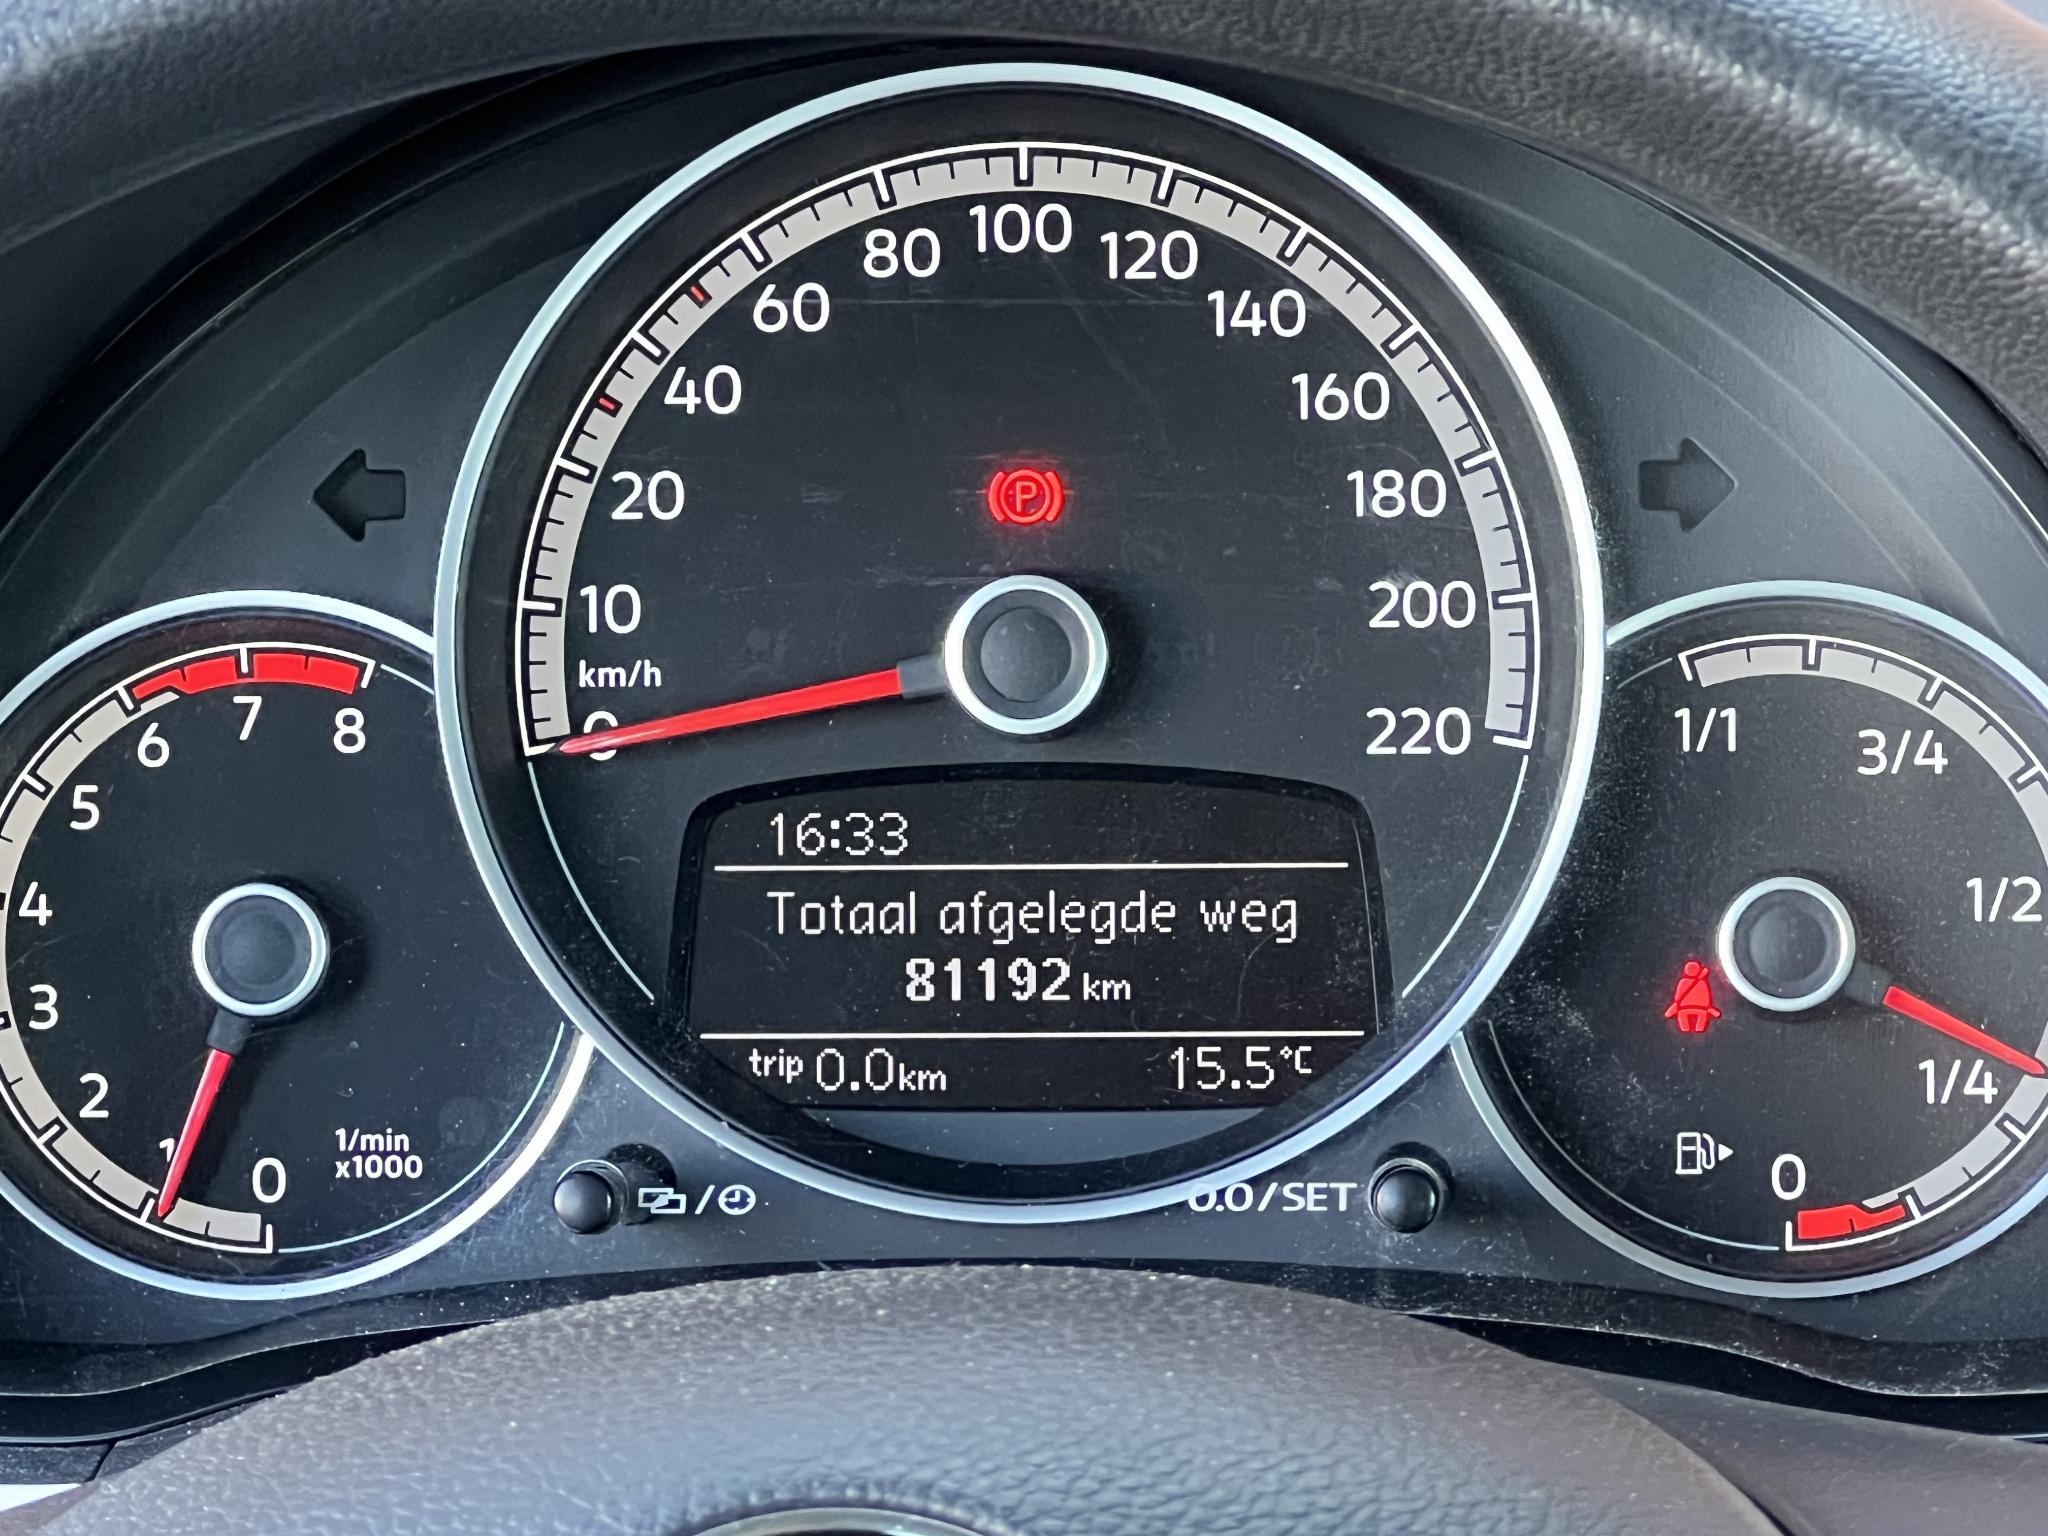 80 100 120
60 140
40 160
20 180
10 200
km/h
0 220
6 7 8
5
4
3
2
1 0
1/min
x1000
16:33
Totaal afgelegde weg
81192 km
trip 0.0 km 15.5 °C
/
0.0/SET
1/1
3/4
1/2
1/4
0
P